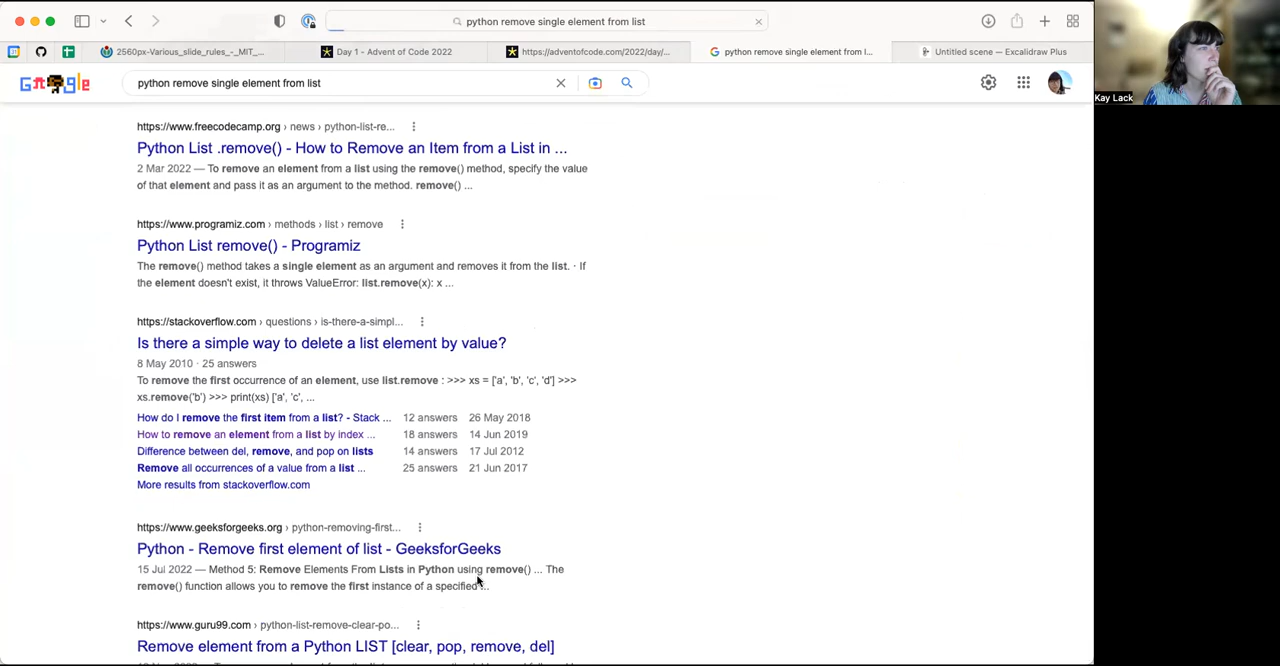 python remove single element from list
2560px-Various_slide_rules_-_MIT_...
Day 1 - Advent of Code 2022
https://adventofcode.com/2022/day/...
python remove single element from l...
Untitled scene — Excalidraw Plus
python remove single element from list
Kay Lack
https://www.freecodecamp.org › news › python-list-re...
Python List .remove() - How to Remove an Item from a List in ...
2 Mar 2022 — To remove an element from a list using the remove() method, specify the value
of that element and pass it as an argument to the method. remove() ...
https://www.programiz.com › methods › list › remove
Python List remove() - Programiz
The remove() method takes a single element as an argument and removes it from the list. · If
the element doesn't exist, it throws ValueError: list.remove(x): x ...
https://stackoverflow.com › questions › is-there-a-simpl...
Is there a simple way to delete a list element by value?
8 May 2010 · 25 answers
To remove the first occurrence of an element, use list.remove : >>> xs = ['a', 'b', 'c', 'd'] >>>
xs.remove('b') >>> print(xs) ['a', 'c', ...
How do I remove the first item from a list? - Stack ... 12 answers 26 May 2018
How to remove an element from a list by index ... 18 answers 14 Jun 2019
Difference between del, remove, and pop on lists 14 answers 17 Jul 2012
Remove all occurrences of a value from a list ... 25 answers 21 Jun 2017
More results from stackoverflow.com
https://www.geeksforgeeks.org › python-removing-first...
Python - Remove first element of list - GeeksforGeeks
15 Jul 2022 — Method 5: Remove Elements From Lists in Python using remove() ... The
remove() function allows you to remove the first instance of a specified ...
https://www.guru99.com › python-list-remove-clear-po...
Remove element from a Python LIST [clear, pop, remove, del]